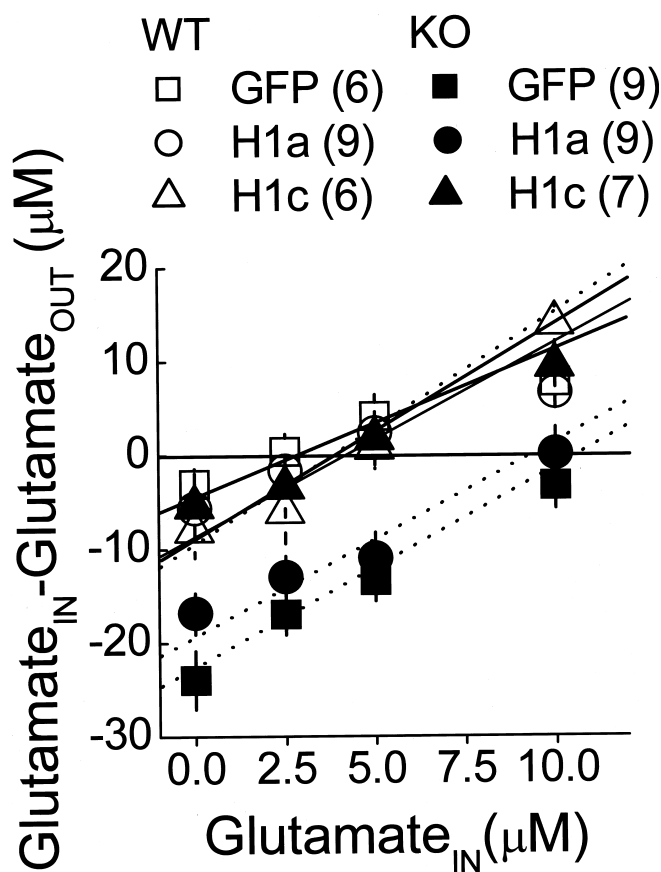 WT KO
GFP (6) GFP (9)
H1a (9) H1a (9)
H1c (6) H1c (7)
Glutamate_IN-Glutamate_OUT (μM)
20
10
0
-10
-20
-30
0.0 2.5 5.0 7.5 10.0
Glutamate_IN(μM)